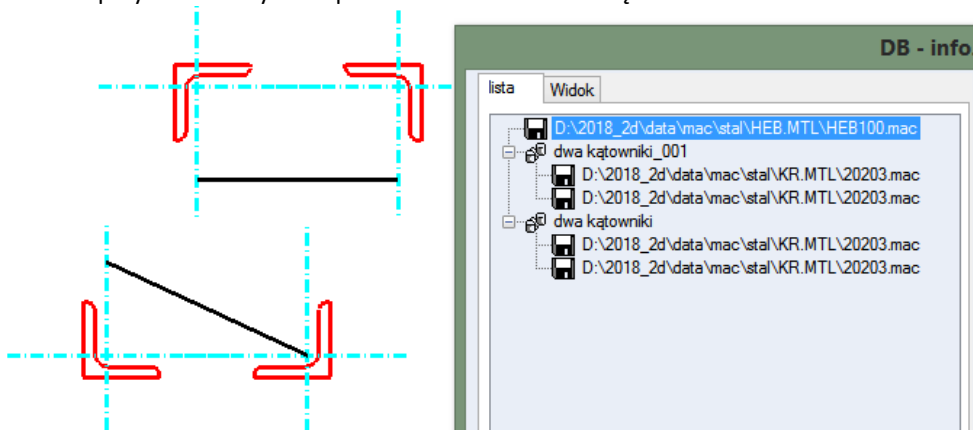 DB - info.
lista Widok
D:\2018_2d\data\mac\stal\HEB.MTL\HEB100.mac
dwa kątowniki_001
D:\2018_2d\data\mac\stal\KR.MTL\20203.mac
D:\2018_2d\data\mac\stal\KR.MTL\20203.mac
dwa kątowniki
D:\2018_2d\data\mac\stal\KR.MTL\20203.mac
D:\2018_2d\data\mac\stal\KR.MTL\20203.mac